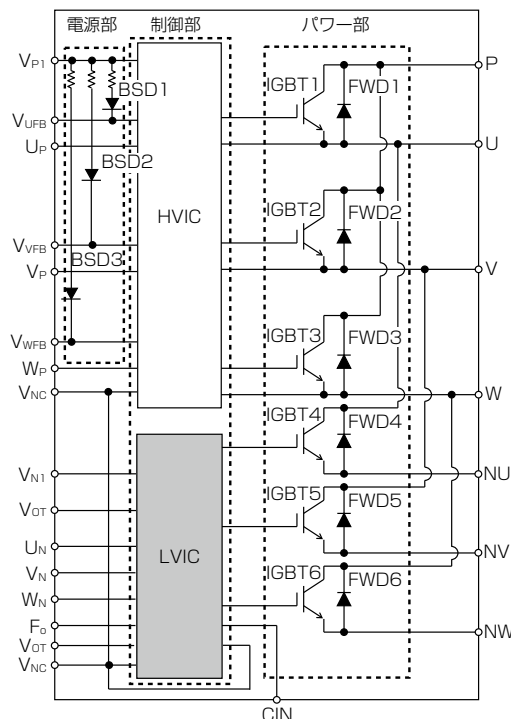 電源部 制御部 パワー部
VP1
BSD1
IGBT1
FWD1
P
VUFB
UP
U
BSD2
HVIC
IGBT2
FWD2
VVFB
BSD3
VP
V
IGBT3
FWD3
VWFB
WP
VNC
W
IGBT4
FWD4
VN1
NU
VOT
IGBT5
FWD5
UN
LVIC
NV
VN
IGBT6
FWD6
WN
Fo
NW
VOT
VNC
CIN